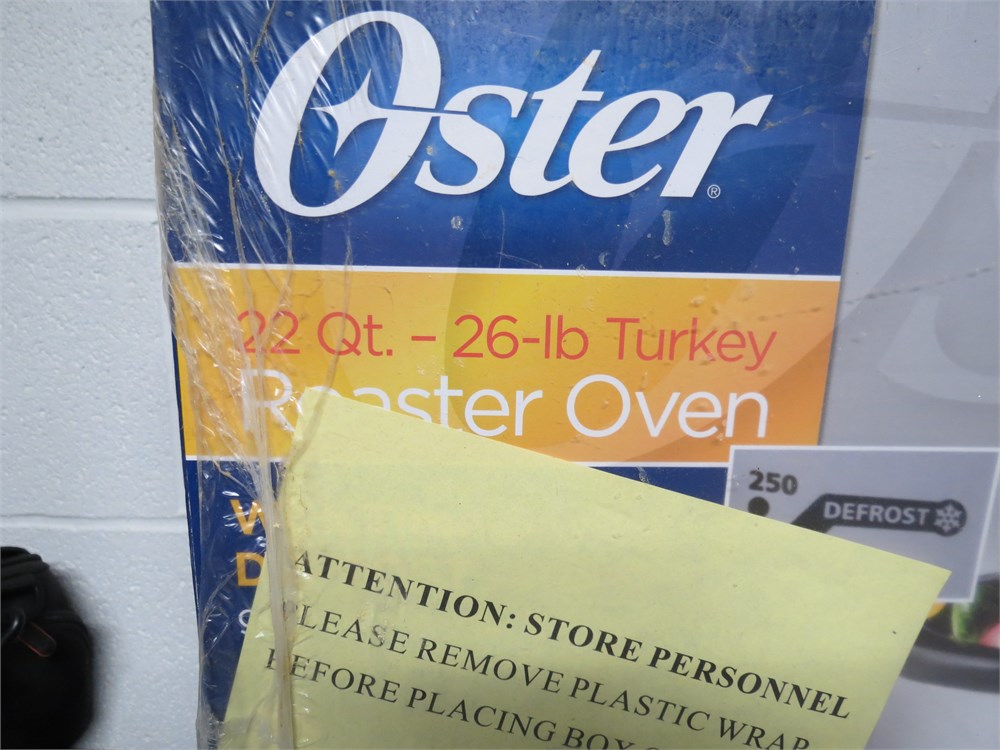 Oster®
22 Qt. – 26-lb Turkey
Roaster Oven
250
DEFROST
ATTENTION: STORE PERSONNEL
PLEASE REMOVE PLASTIC WRAP
BEFORE PLACING BOX